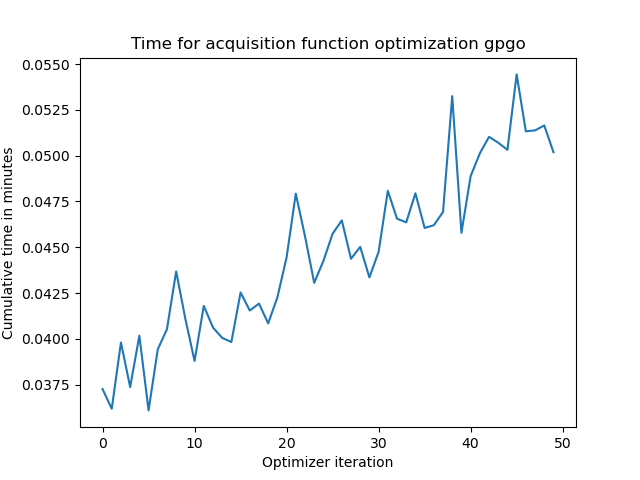 Time for acquisition function optimization gpgo
0.0550
0.0525
0.0500
0.0475
0.0450
0.0425
0.0400
0.0375
Cumulative time in minutes
0 10 20 30 40 50
Optimizer iteration